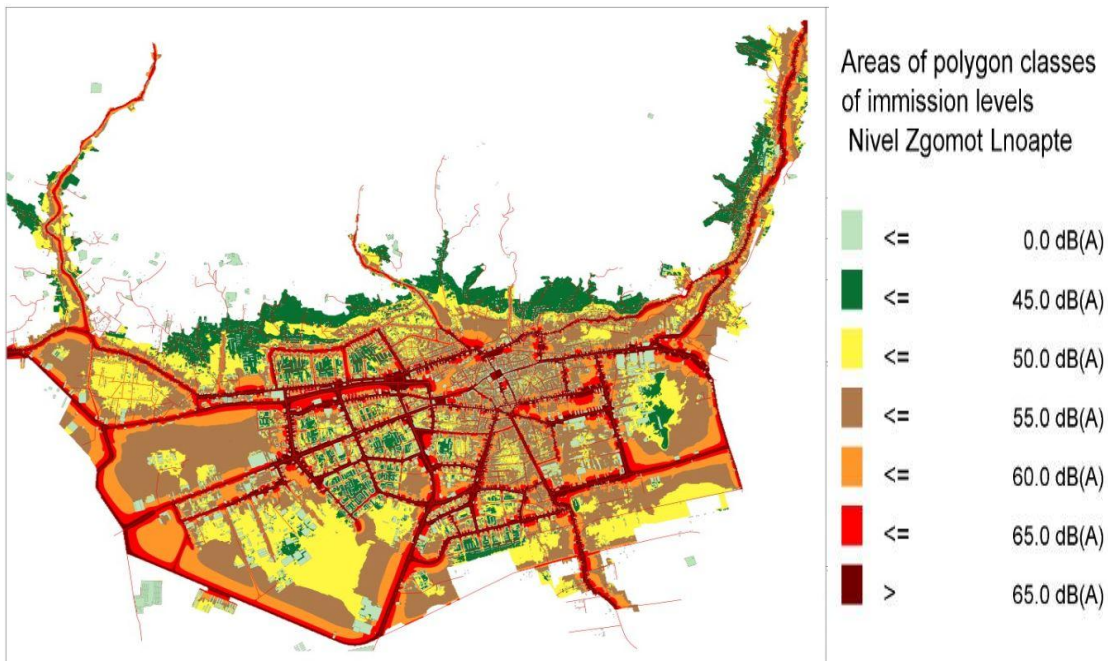 Areas of polygon classes
of immission levels
Nivel Zgomot Lnoapte
<= 0.0 dB(A)
<= 45.0 dB(A)
<= 50.0 dB(A)
<= 55.0 dB(A)
<= 60.0 dB(A)
<= 65.0 dB(A)
> 65.0 dB(A)